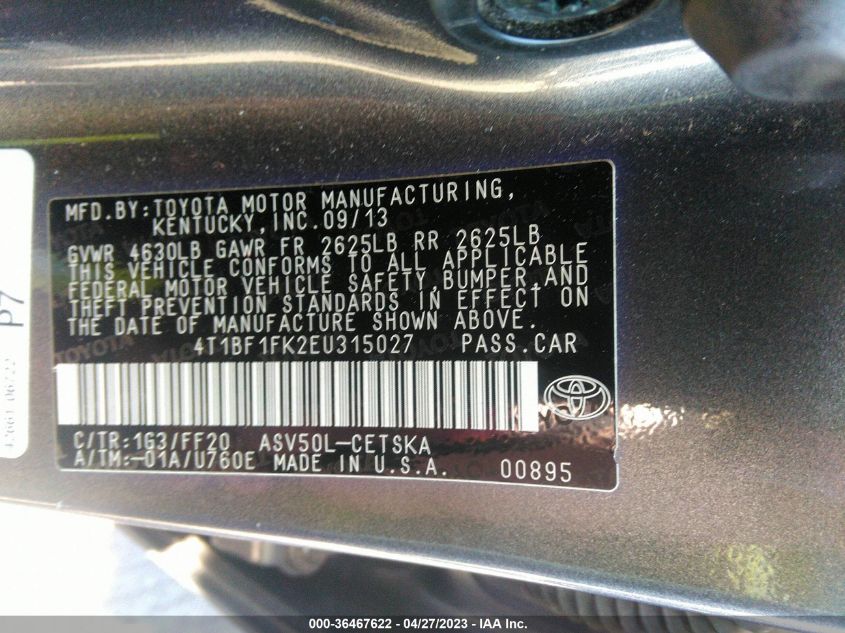 MFD.BY:TOYOTA MOTOR MANUFACTURING,
KENTUCKY,INC.09/13
GVWR 4630LB GAWR FR 2625LB RR 2625LB
THIS VEHICLE CONFORMS TO ALL APPLICABLE
FEDERAL MOTOR VEHICLE SAFETY,BUMPER,AND
THEFT PREVENTION STANDARDS IN EFFECT ON
THE DATE OF MANUFACTURE SHOWN ABOVE.
4T1BF1FK2EU315027 PASS.CAR
C/TR:1G3/FF20 ASV50L-CETSKA
A/TM:-01A/U760E MADE IN U.S.A. 00895
P7
42661-06722
000-36467622 - 04/27/2023 - IAA Inc.